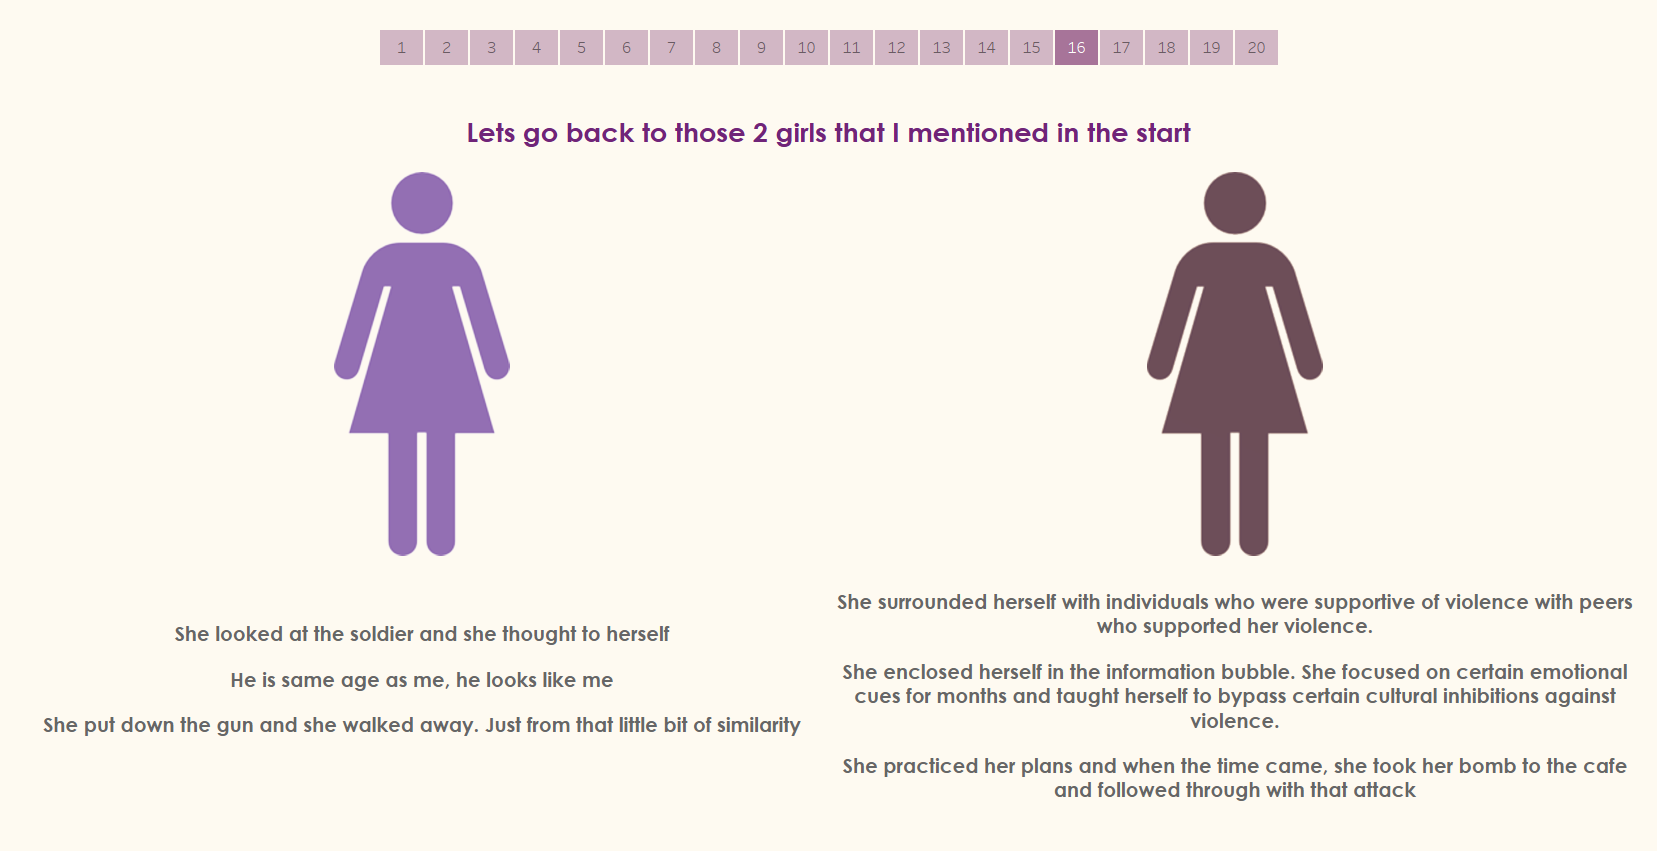 1 2 3 4 5 6 7 8 9 10 11 12 13 14 15 16 17 18 19 20
Lets go back to those 2 girls that I mentioned in the start
She looked at the soldier and she thought to herself
He is same age as me, he looks like me
She put down the gun and she walked away. Just from that little bit of similarity
She surrounded herself with individuals who were supportive of violence with peers
who supported her violence.
She enclosed herself in the information bubble. She focused on certain emotional
cues for months and taught herself to bypass certain cultural inhibitions against
violence.
She practiced her plans and when the time came, she took her bomb to the cafe
and followed through with that attack